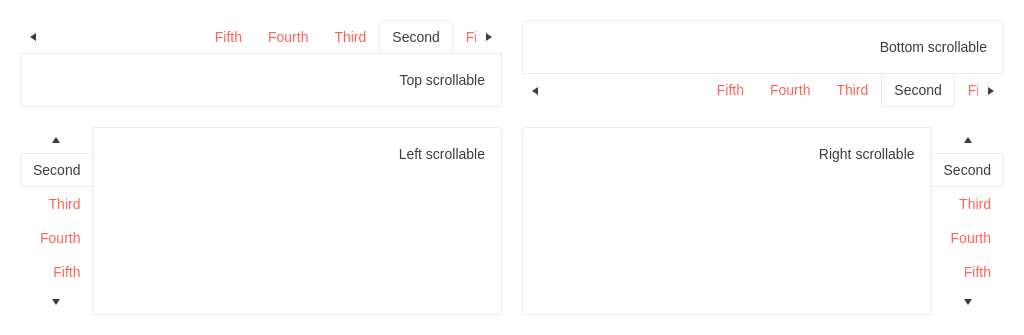 Fifth Fourth Third Second Fi
Top scrollable
Bottom scrollable
Fifth Fourth Third Second Fi
Second
Third
Fourth
Fifth
Left scrollable
Right scrollable
Second
Third
Fourth
Fifth